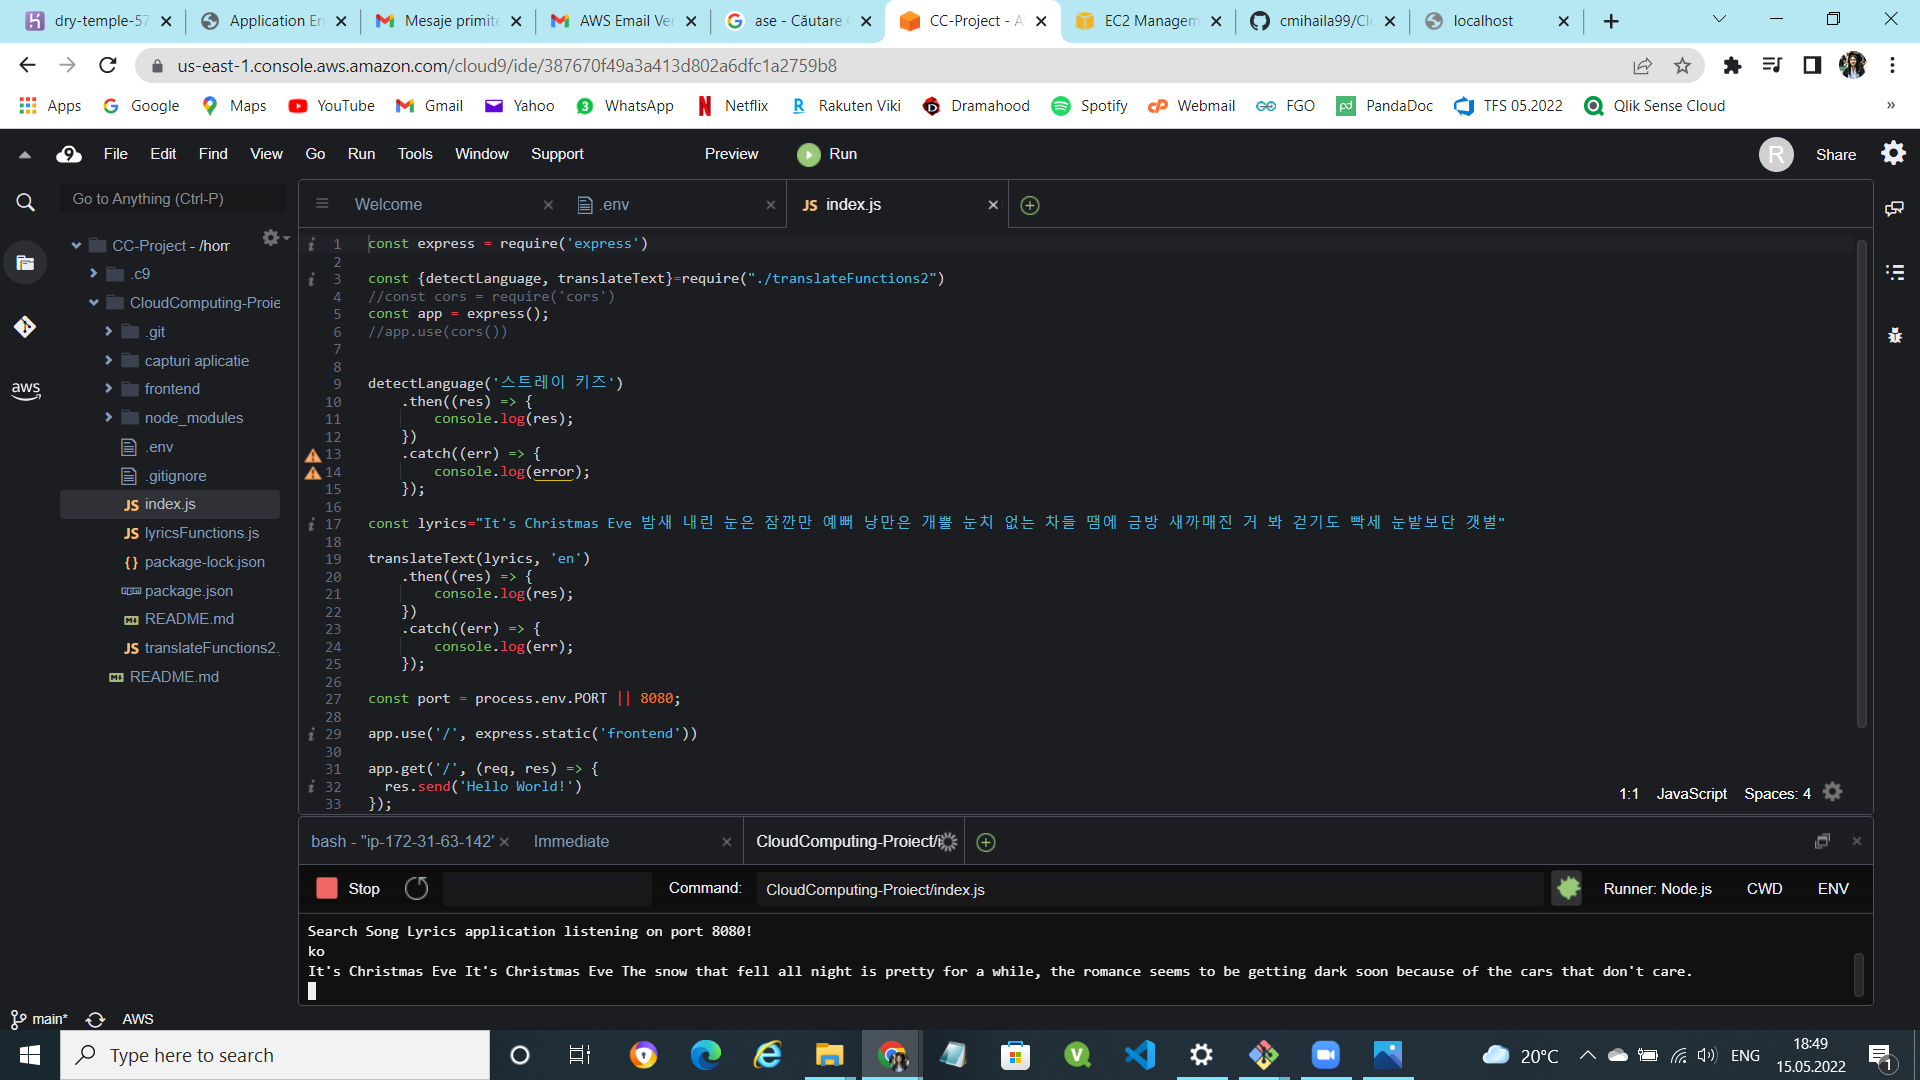 dry-temple-57
Application Er
Mesaje primite
AWS Email Ver
ase - Căutare
CC-Project - A
EC2 Managem
cmihaila99/Clo
localhost
us-east-1.console.aws.amazon.com/cloud9/ide/387670f49a3a413d802a6dfc1a2759b8
Apps Google Maps YouTube Gmail Yahoo WhatsApp Netflix Rakuten Viki Dramahood Spotify Webmail FGO PandaDoc TFS 05.2022 Qlik Sense Cloud »
File Edit Find View Go Run Tools Window Support Preview Run R Share
Go to Anything (Ctrl-P)
CC-Project - /hom
.c9
CloudComputing-Proie
.git
capturi aplicatie
frontend
node_modules
.env
.gitignore
JS index.js
JS lyricsFunctions.js
{} package-lock.json
package.json
README.md
JS translateFunctions2.
README.md
aws
Welcome
.env
JS index.js
1 const express = require('express')
2
3 const {detectLanguage, translateText}=require("./translateFunctions2")
4 //const cors = require('cors')
5 const app = express();
6 //app.use(cors())
7
8
9 detectLanguage('스트레이 키즈')
10 .then((res) => {
11 console.log(res);
12 })
13 .catch((err) => {
14 console.log(error);
15 });
16
17 const lyrics="It's Christmas Eve 밤새 내린 눈은 잠깐만 예뻐 낭만은 개뿔 눈치 없는 차들 땜에 금방 새까매진 거 봐 걷기도 빡세 눈밭보단 갯벌"
18
19 translateText(lyrics, 'en')
20 .then((res) => {
21 console.log(res);
22 })
23 .catch((err) => {
24 console.log(err);
25 });
26
27 const port = process.env.PORT || 8080;
28
29 app.use('/', express.static('frontend'))
30
31 app.get('/', (req, res) => {
32 res.send('Hello World!')
33 });
1:1 JavaScript Spaces: 4
bash - "ip-172-31-63-142"
Immediate
CloudComputing-Proiect/i
Stop
Command: CloudComputing-Proiect/index.js
Runner: Node.js CWD ENV
Search Song Lyrics application listening on port 8080!
ko
It's Christmas Eve It's Christmas Eve The snow that fell all night is pretty for a while, the romance seems to be getting dark soon because of the cars that don't care.
main* AWS
Type here to search
20°C ENG
18:49
15.05.2022
1